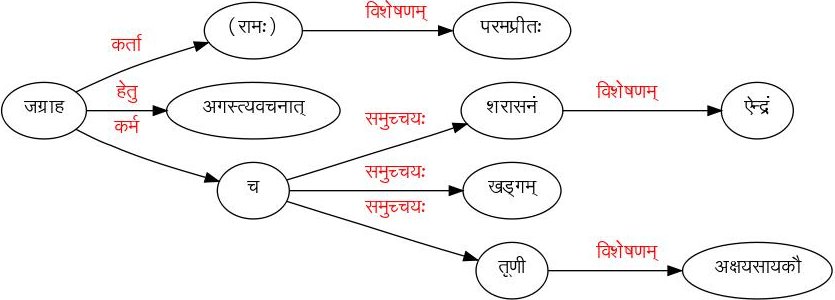 विशेषणम्
(रामः)
परमप्रीतः
कर्ता
जग्राह
हेतु
अगस्त्यवचनात्
कर्म
समुच्चयः
शरासनं
विशेषणम्
ऐन्द्रं
समुच्चयः
च
खड्गम्
समुच्चयः
विशेषणम्
तूणी
अक्षयसायकौ